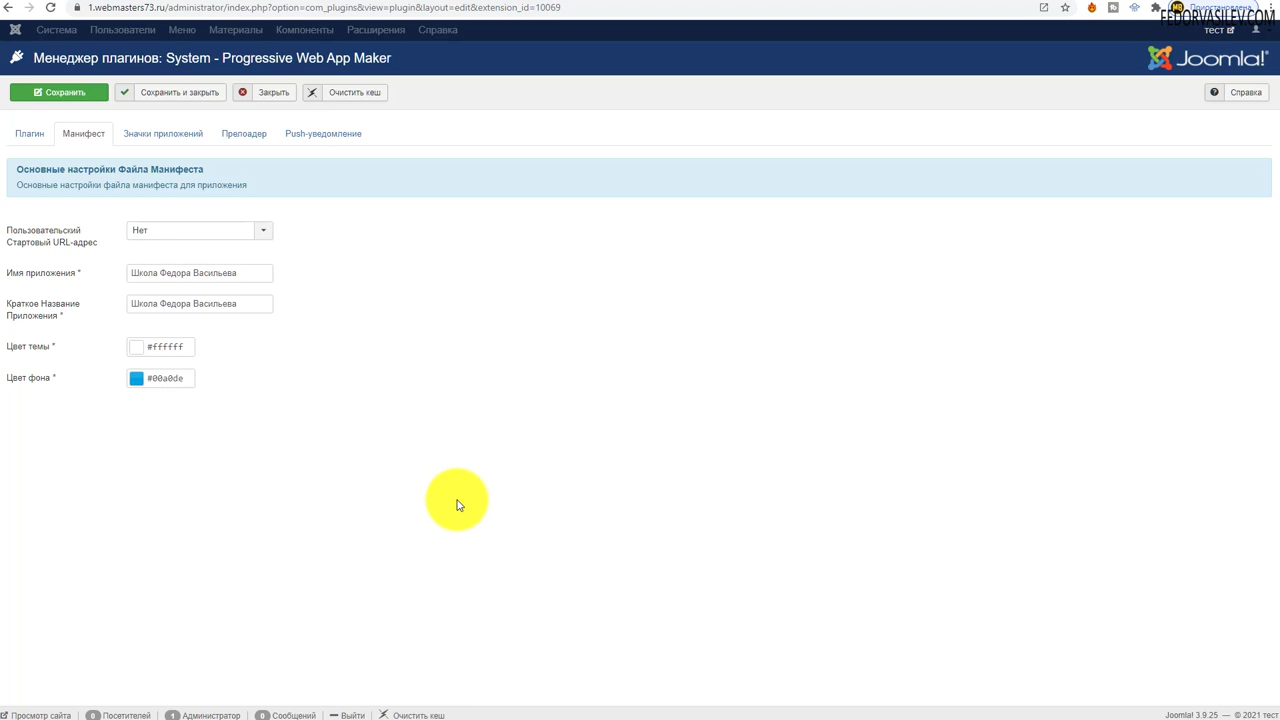 1.webmasters73.ru/administrator/index.php?option=com_plugins&view=plugin&layout=edit&extension_id=10069
FEDORVASILEV.COM
Система Пользователи Меню Материалы Компоненты Расширения Справка тест
Менеджер плагинов: System - Progressive Web App Maker
Joomla!®
Сохранить Сохранить и закрыть Закрыть Очистить кеш Справка
Плагин Манифест Значки приложений Прелоадер Push-уведомление
Основные настройки Файла Манифеста
Основные настройки файла манифеста для приложения
Пользовательский
Стартовый URL-адрес
Нет
Имя приложения *
Школа Федора Васильева
Краткое Название
Приложения *
Школа Федора Васильева
Цвет темы *
#ffffff
Цвет фона *
#00a0de
Просмотр сайта 0 Посетителей 1 Администратор 0 Сообщений Выйти Очистить кеш Joomla! 3.9.25 — © 2021 тест